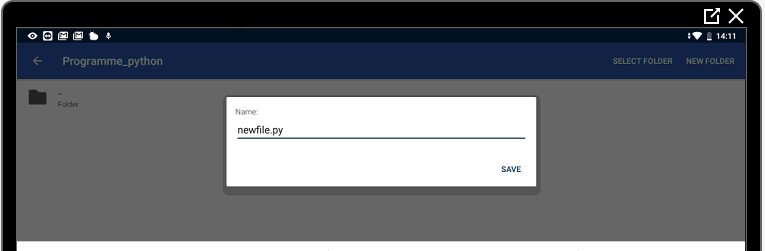 14:11
Programme_python
SELECT FOLDER
NEW FOLDER
..
Folder
Name:
newfile.py
SAVE